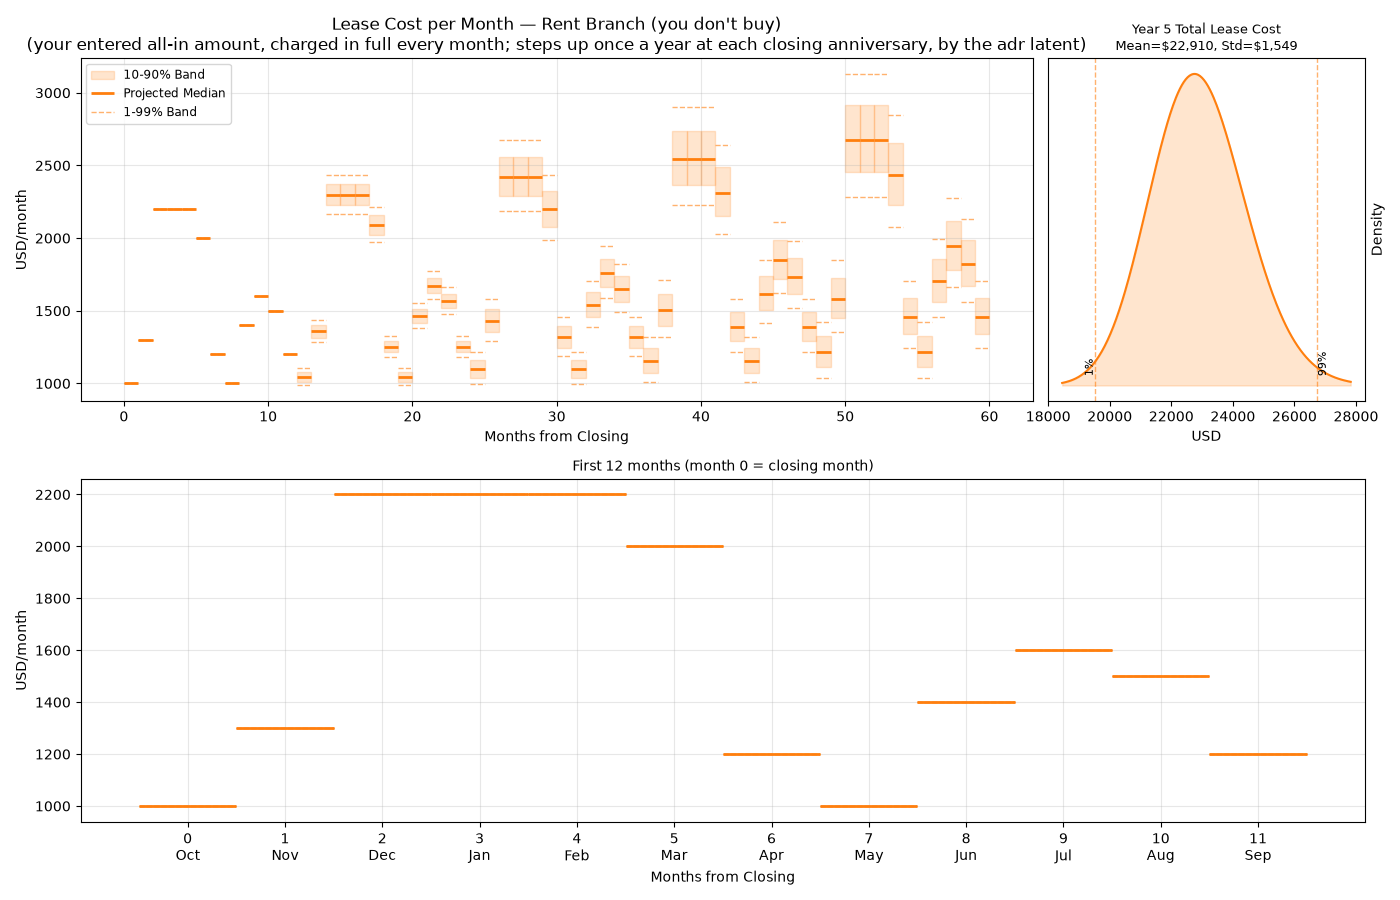 Lease Cost per Month — Rent Branch (you don't buy)
(your entered all-in amount, charged in full every month; steps up once a year at each closing anniversary, by the adr latent)
10-90% Band
Projected Median
1-99% Band
USD/month
3000
2500
2000
1500
1000
0 10 20 30 40 50 60
Months from Closing
Year 5 Total Lease Cost
Mean=$22,910, Std=$1,549
1%
99%
Density
18000 20000 22000 24000 26000 28000
USD
First 12 months (month 0 = closing month)
USD/month
2200
2000
1800
1600
1400
1200
1000
0 1 2 3 4 5 6 7 8 9 10 11
Oct Nov Dec Jan Feb Mar Apr May Jun Jul Aug Sep
Months from Closing